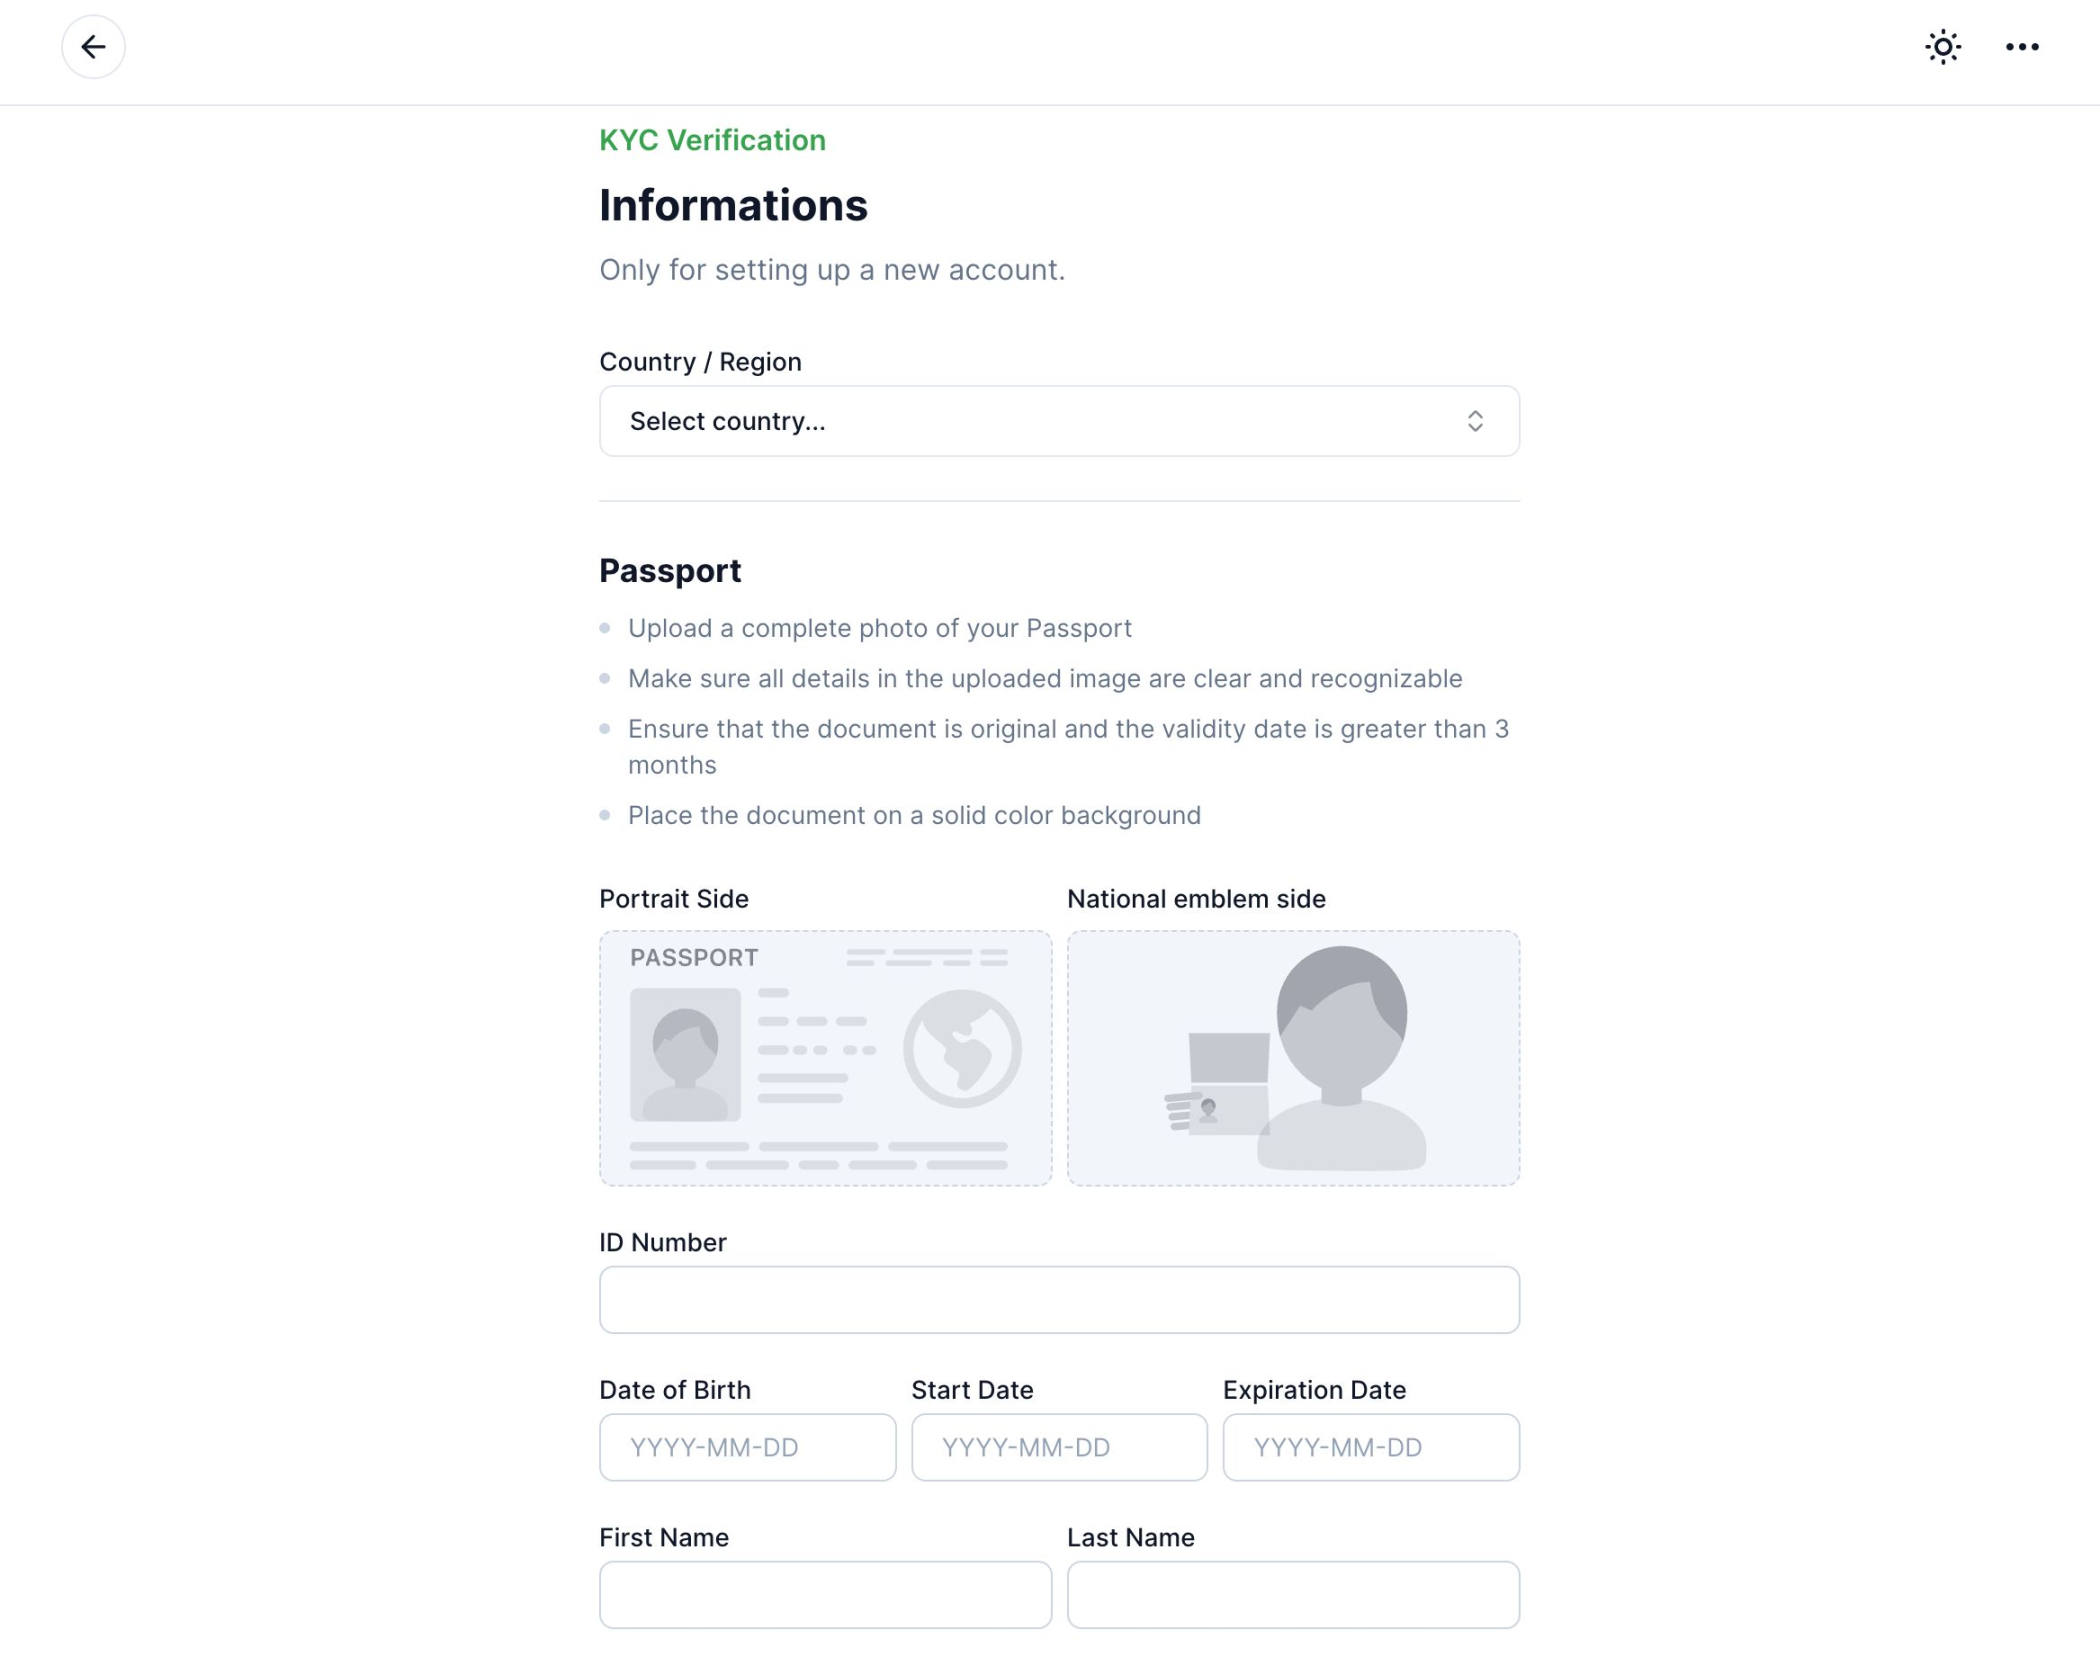 KYC Verification
Informations
Only for setting up a new account.
Country / Region
Select country...
Passport
Upload a complete photo of your Passport
Make sure all details in the uploaded image are clear and recognizable
Ensure that the document is original and the validity date is greater than 3
months
Place the document on a solid color background
Portrait Side
National emblem side
PASSPORT
ID Number
Date of Birth
Start Date
Expiration Date
YYYY-MM-DD
YYYY-MM-DD
YYYY-MM-DD
First Name
Last Name